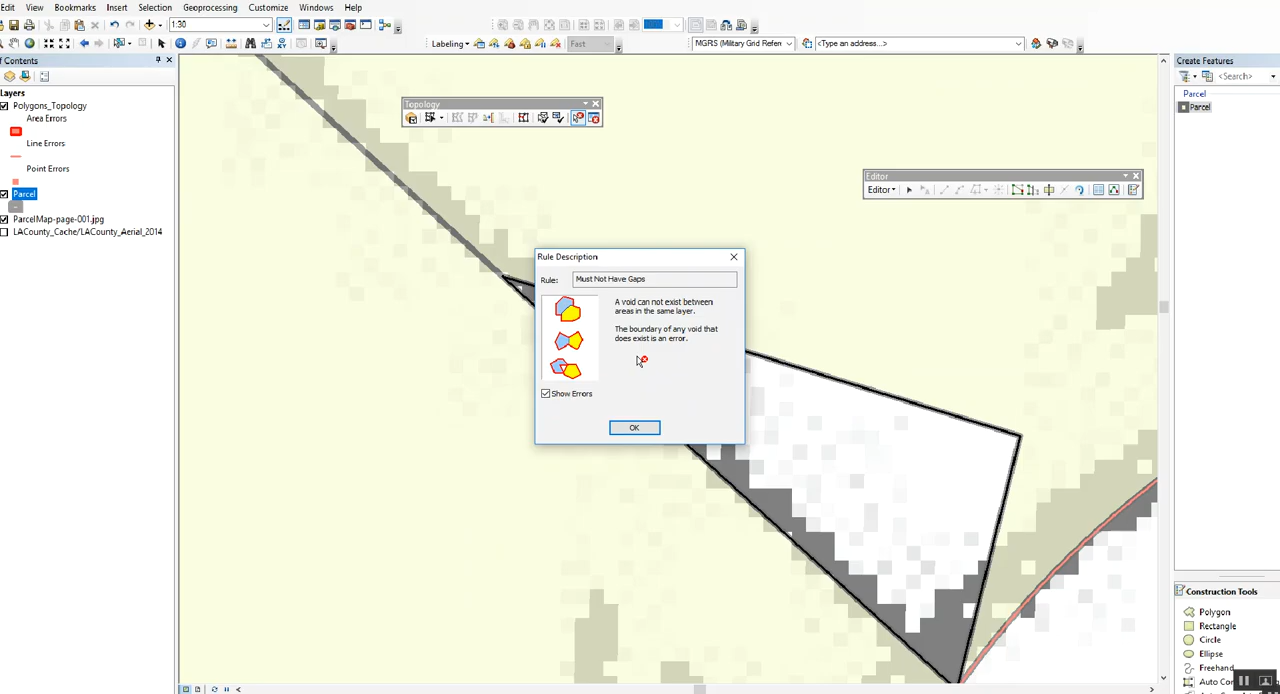 View Bookmarks Insert Selection Geoprocessing Customize Windows Help
1:30
Labeling Fast MGRS (Military Grid Referen <Type an address...>
f Contents
Layers
Polygons_Topology
Area Errors
Line Errors
Point Errors
Parcel
ParcelMap-page-001.jpg
LACounty_Cache/LACounty_Aerial_2014
Topology
Editor
Editor
Rule Description
Rule: Must Not Have Gaps
A void can not exist between
areas in the same layer.
The boundary of any void that
does exist is an error.
Show Errors
OK
Create Features
<Search>
Parcel
Parcel
Construction Tools
Polygon
Rectangle
Circle
Ellipse
Freehand
Auto Con